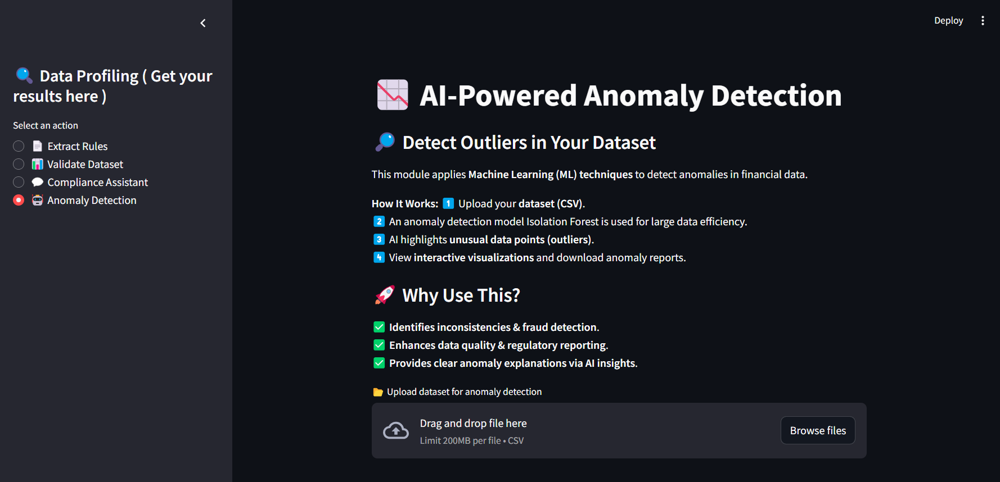 Deploy
🔍 Data Profiling ( Get your
results here )
Select an action
📄 Extract Rules
📊 Validate Dataset
💬 Compliance Assistant
🤖 Anomaly Detection
📉 AI-Powered Anomaly Detection
🔎 Detect Outliers in Your Dataset
This module applies Machine Learning (ML) techniques to detect anomalies in financial data.
How It Works: 1️⃣ Upload your dataset (CSV).
2️⃣ An anomaly detection model Isolation Forest is used for large data efficiency.
3️⃣ AI highlights unusual data points (outliers).
4️⃣ View interactive visualizations and download anomaly reports.
🚀 Why Use This?
✅ Identifies inconsistencies & fraud detection.
✅ Enhances data quality & regulatory reporting.
✅ Provides clear anomaly explanations via AI insights.
📂 Upload dataset for anomaly detection
Drag and drop file here
Limit 200MB per file • CSV
Browse files